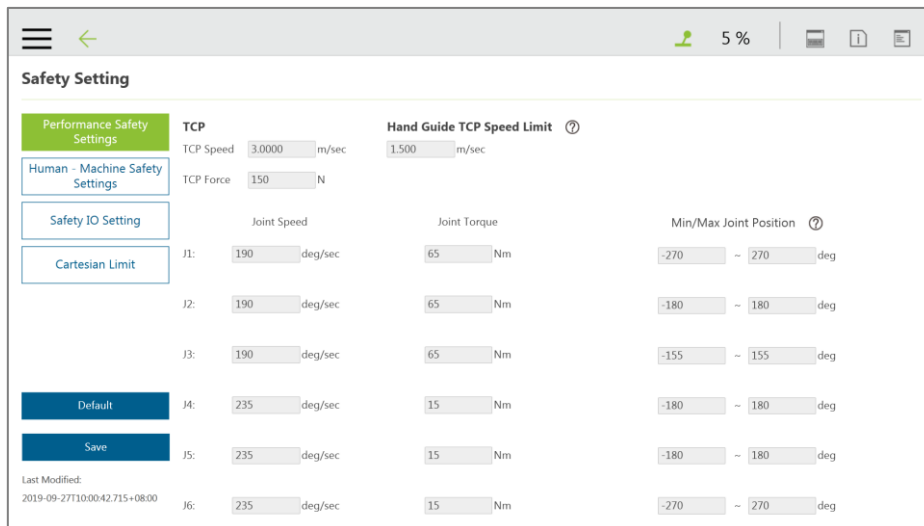 5 %
Safety Setting
Performance Safety
Settings
Human - Machine Safety
Settings
Safety IO Setting
Cartesian Limit
Default
Save
Last Modified:
2019-09-27T10:00:42.715+08:00
TCP
Hand Guide TCP Speed Limit ?
TCP Speed 3.0000 m/sec 1.500 m/sec
TCP Force 150 N
Joint Speed Joint Torque Min/Max Joint Position ?
J1: 190 deg/sec 65 Nm -270 ~ 270 deg
J2: 190 deg/sec 65 Nm -180 ~ 180 deg
J3: 190 deg/sec 65 Nm -155 ~ 155 deg
J4: 235 deg/sec 15 Nm -180 ~ 180 deg
J5: 235 deg/sec 15 Nm -180 ~ 180 deg
J6: 235 deg/sec 15 Nm -270 ~ 270 deg